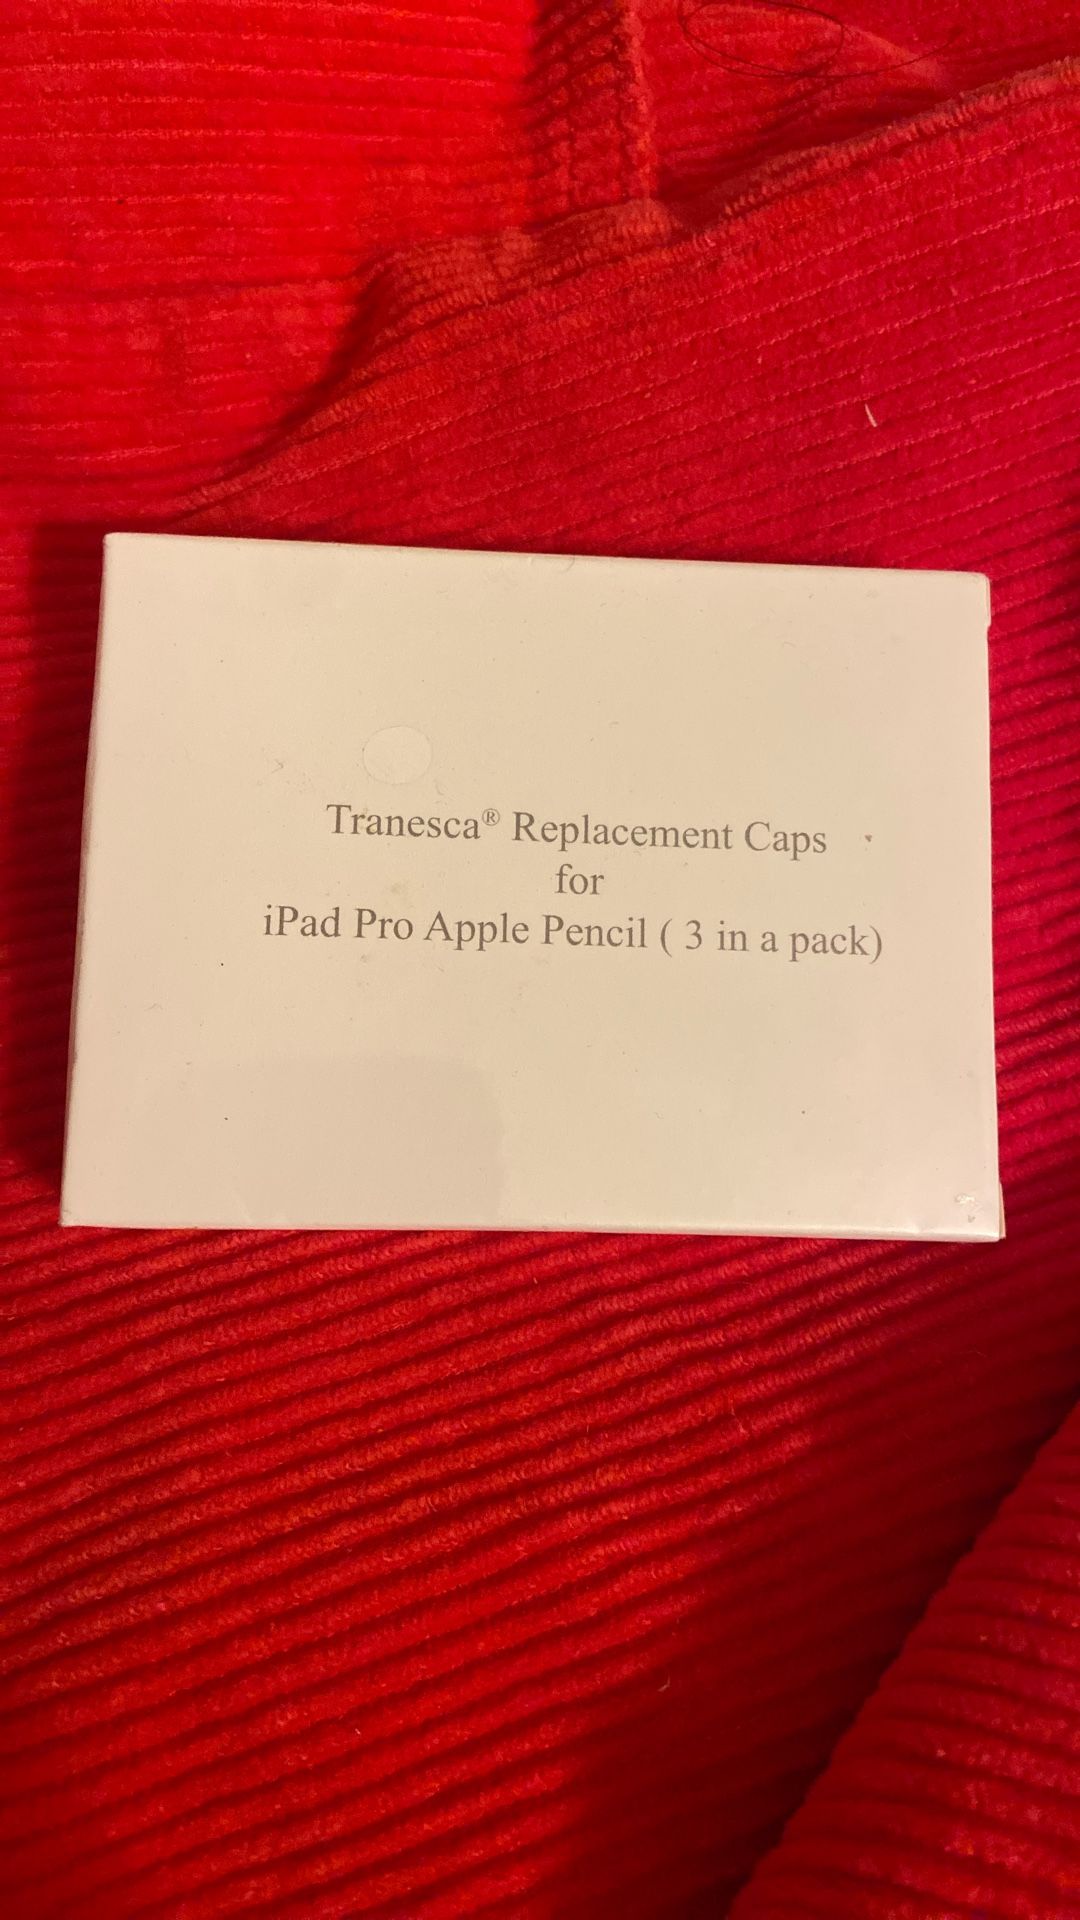 Tranesca® Replacement Caps
for
iPad Pro Apple Pencil ( 3 in a pack)